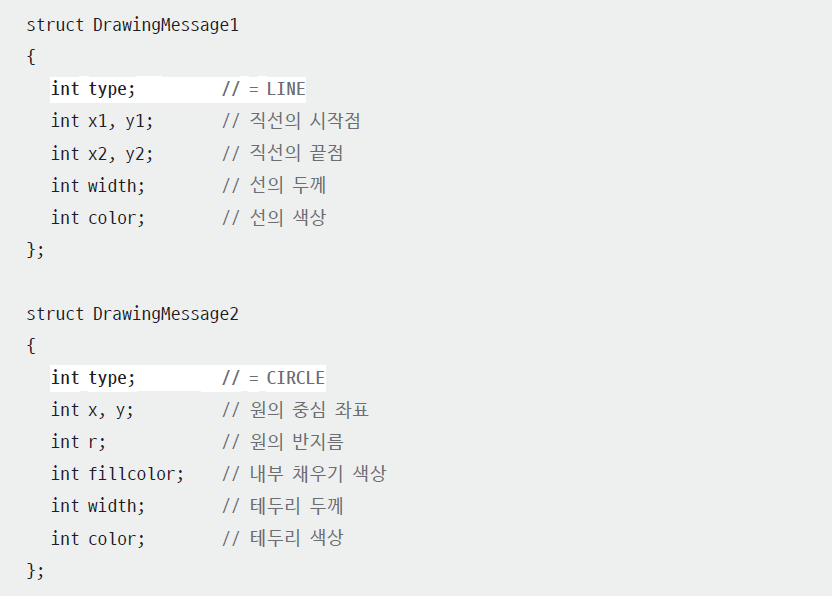 struct DrawingMessage1
{
int type; // = LINE
int x1, y1; // 직선의 시작점
int x2, y2; // 직선의 끝점
int width; // 선의 두께
int color; // 선의 색상
};
struct DrawingMessage2
{
int type; // = CIRCLE
int x, y; // 원의 중심 좌표
int r; // 원의 반지름
int fillcolor; // 내부 채우기 색상
int width; // 테두리 두께
int color; // 테두리 색상
};